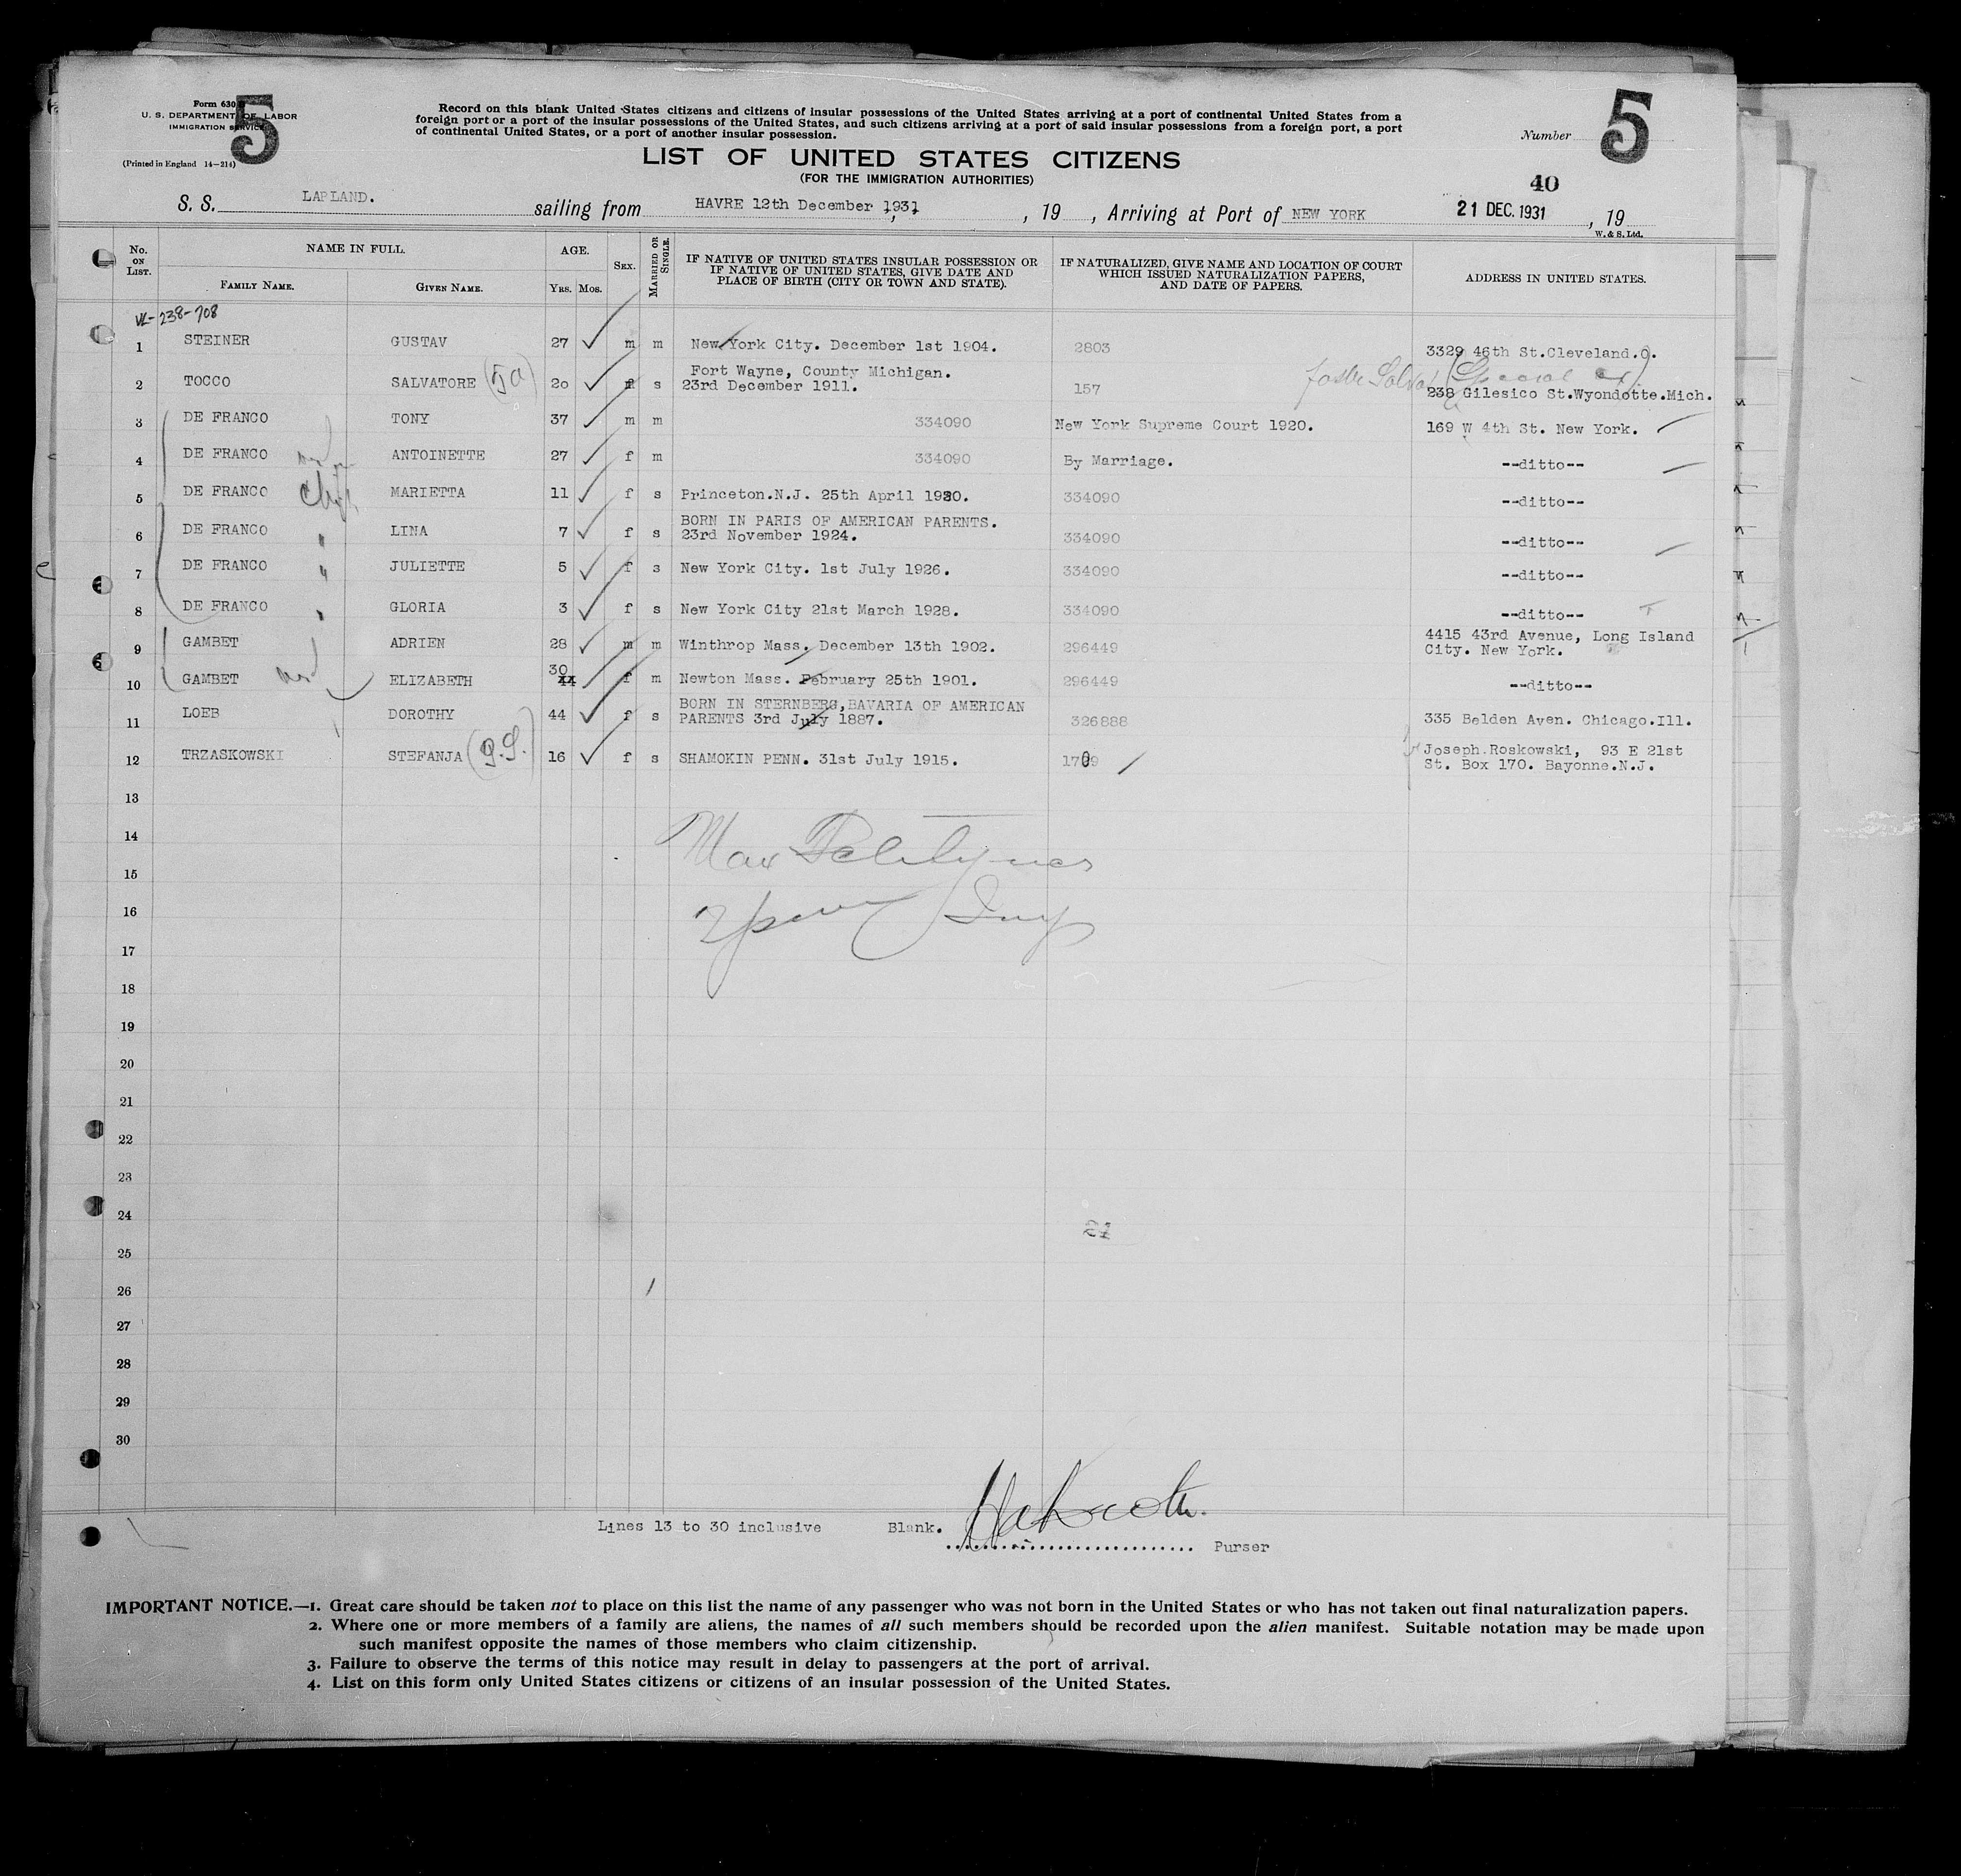 Form 630
U. S. DEPARTMENT OF LABOR
IMMIGRATION SERVICE
5
(Printed in England 14—214)
Record on this blank United States citizens and citizens of insular possessions of the United States arriving at a port of continental United States from a
foreign port or a port of the insular possessions of the United States, and such citizens arriving at a port of said insular possessions from a foreign port, a port
of continental United States, or a port of another insular possession.
Number 5
LIST OF UNITED STATES CITIZENS
(FOR THE IMMIGRATION AUTHORITIES)
40
S. S. LAPLAND. sailing from HAVRE 12th December 1931, 19 , Arriving at Port of NEW YORK 21 DEC. 1931, 19
W. & S. Ltd.
No. ON LIST. NAME IN FULL. FAMILY NAME. GIVEN NAME. AGE. YRS. MOS. SEX. MARRIED OR SINGLE. IF NATIVE OF UNITED STATES INSULAR POSSESSION OR IF NATIVE OF UNITED STATES, GIVE DATE AND PLACE OF BIRTH (CITY OR TOWN AND STATE). IF NATURALIZED, GIVE NAME AND LOCATION OF COURT WHICH ISSUED NATURALIZATION PAPERS, AND DATE OF PAPERS. ADDRESS IN UNITED STATES.
238-708
1 STEINER GUSTAV 27 m m New York City. December 1st 1904. 2803 3329 46th St.Cleveland.O.
2 TOCCO SALVATORE 20 s Fort Wayne, County Michigan. 23rd December 1911. 157 238 Gilesico St.Wyondotte.Mich.
3 DE FRANCO TONY 37 m m 334090 New York Supreme Court 1920. 169 W 4th St. New York.
4 DE FRANCO ANTOINETTE 27 f m 334090 By Marriage. --ditto--
5 DE FRANCO MARIETTA 11 f s Princeton.N.J. 25th April 1920. 334090 --ditto--
6 DE FRANCO " LINA 7 f s BORN IN PARIS OF AMERICAN PARENTS. 23rd November 1924. 334090 --ditto--
7 DE FRANCO " JULIETTE 5 f s New York City. 1st July 1926. 334090 --ditto--
8 DE FRANCO " GLORIA 3 f s New York City 21st March 1928. 334090 --ditto--
9 GAMBET ADRIEN 28 m m Winthrop Mass. December 13th 1902. 296449 4415 43rd Avenue, Long Island City. New York.
10 GAMBET ELIZABETH 30 44 f m Newton Mass. February 25th 1901. 296449 --ditto--
11 LOEB DOROTHY 44 f s BORN IN STERNBERG,BAVARIA OF AMERICAN PARENTS 3rd July 1887. 326888 335 Belden Aven. Chicago.Ill.
12 TRZASKOWSKI STEFANJA 16 f s SHAMOKIN PENN. 31st July 1915. 1709 Joseph.Roskowski, 93 E 21st St. Box 170. Bayonne.N.J.
13
14
15
16
17
18
19
20
21
22
23
24
25
26
27
28
29
30
Lines 13 to 30 inclusive Blank.
Purser
IMPORTANT NOTICE.—1. Great care should be taken not to place on this list the name of any passenger who was not born in the United States or who has not taken out final naturalization papers.
2. Where one or more members of a family are aliens, the names of all such members should be recorded upon the alien manifest. Suitable notation may be made upon
such manifest opposite the names of those members who claim citizenship.
3. Failure to observe the terms of this notice may result in delay to passengers at the port of arrival.
4. List on this form only United States citizens or citizens of an insular possession of the United States.